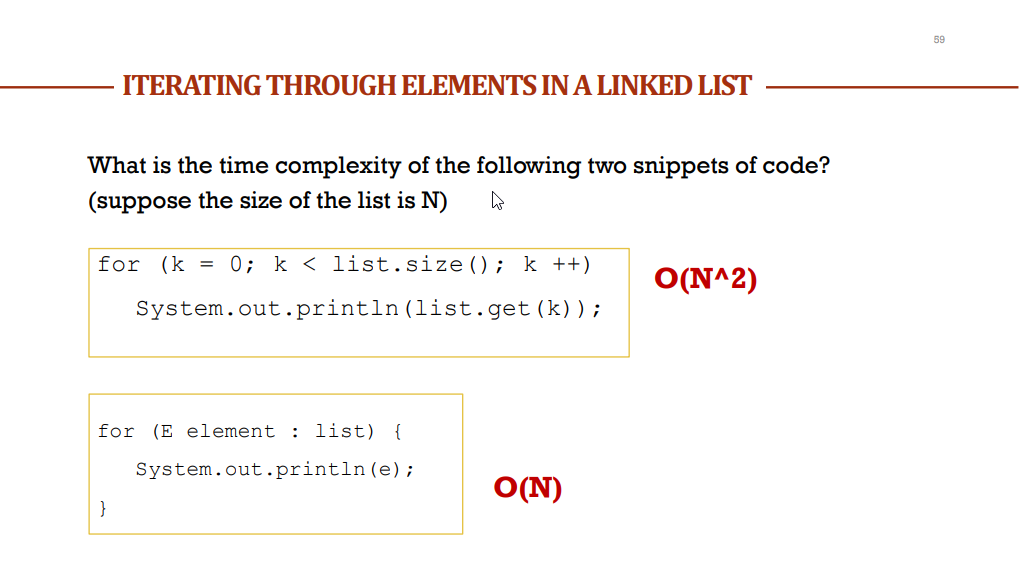 59
ITERATING THROUGH ELEMENTS IN A LINKED LIST
What is the time complexity of the following two snippets of code?
(suppose the size of the list is N)
for (k = 0; k < list.size(); k ++)
System.out.println(list.get(k));
O(N^2)
for (E element : list) {
System.out.println(e);
}
O(N)